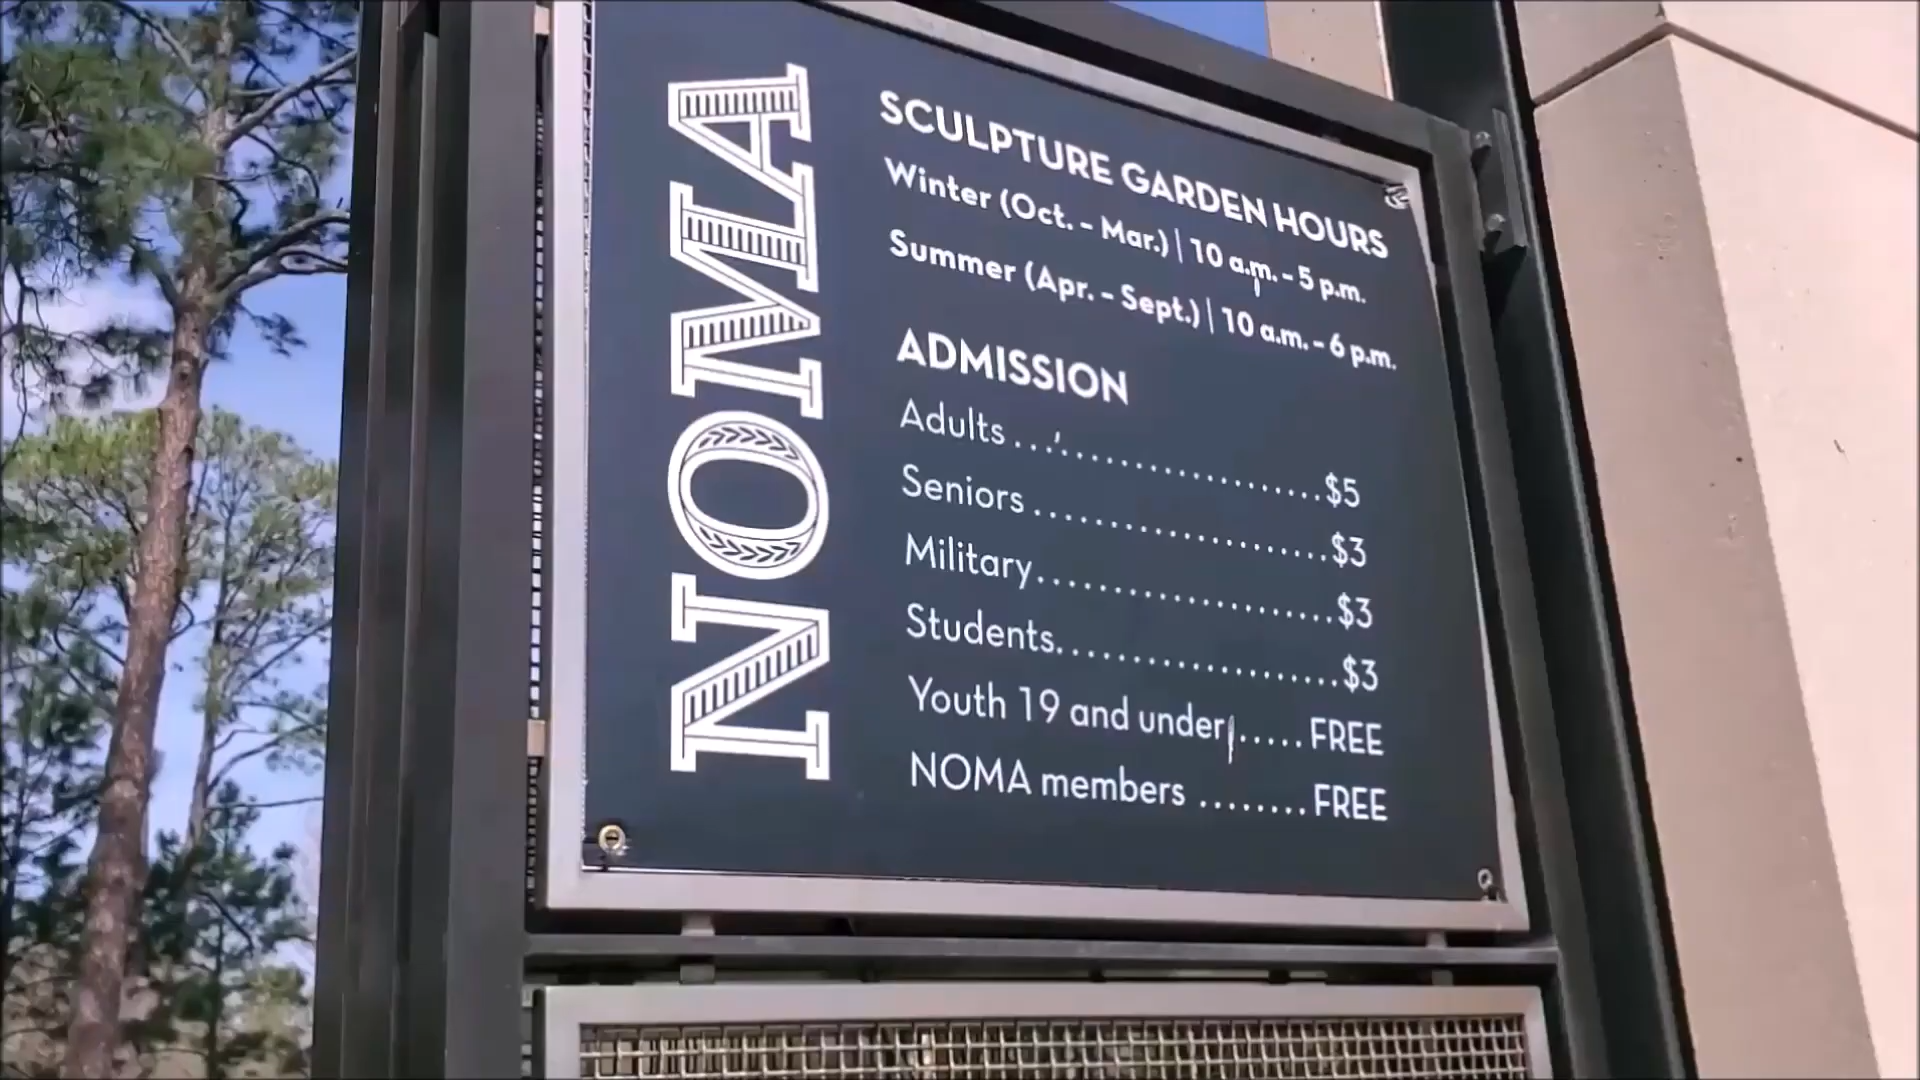 NOMA
SCULPTURE GARDEN HOURS
Winter (Oct. - Mar.) | 10 a.m. - 5 p.m.
Summer (Apr. - Sept.) | 10 a.m. - 6 p.m.
ADMISSION
Adults ........................ $5
Seniors ........................ $3
Military ........................ $3
Students ........................ $3
Youth 19 and under ...... FREE
NOMA members ........ FREE